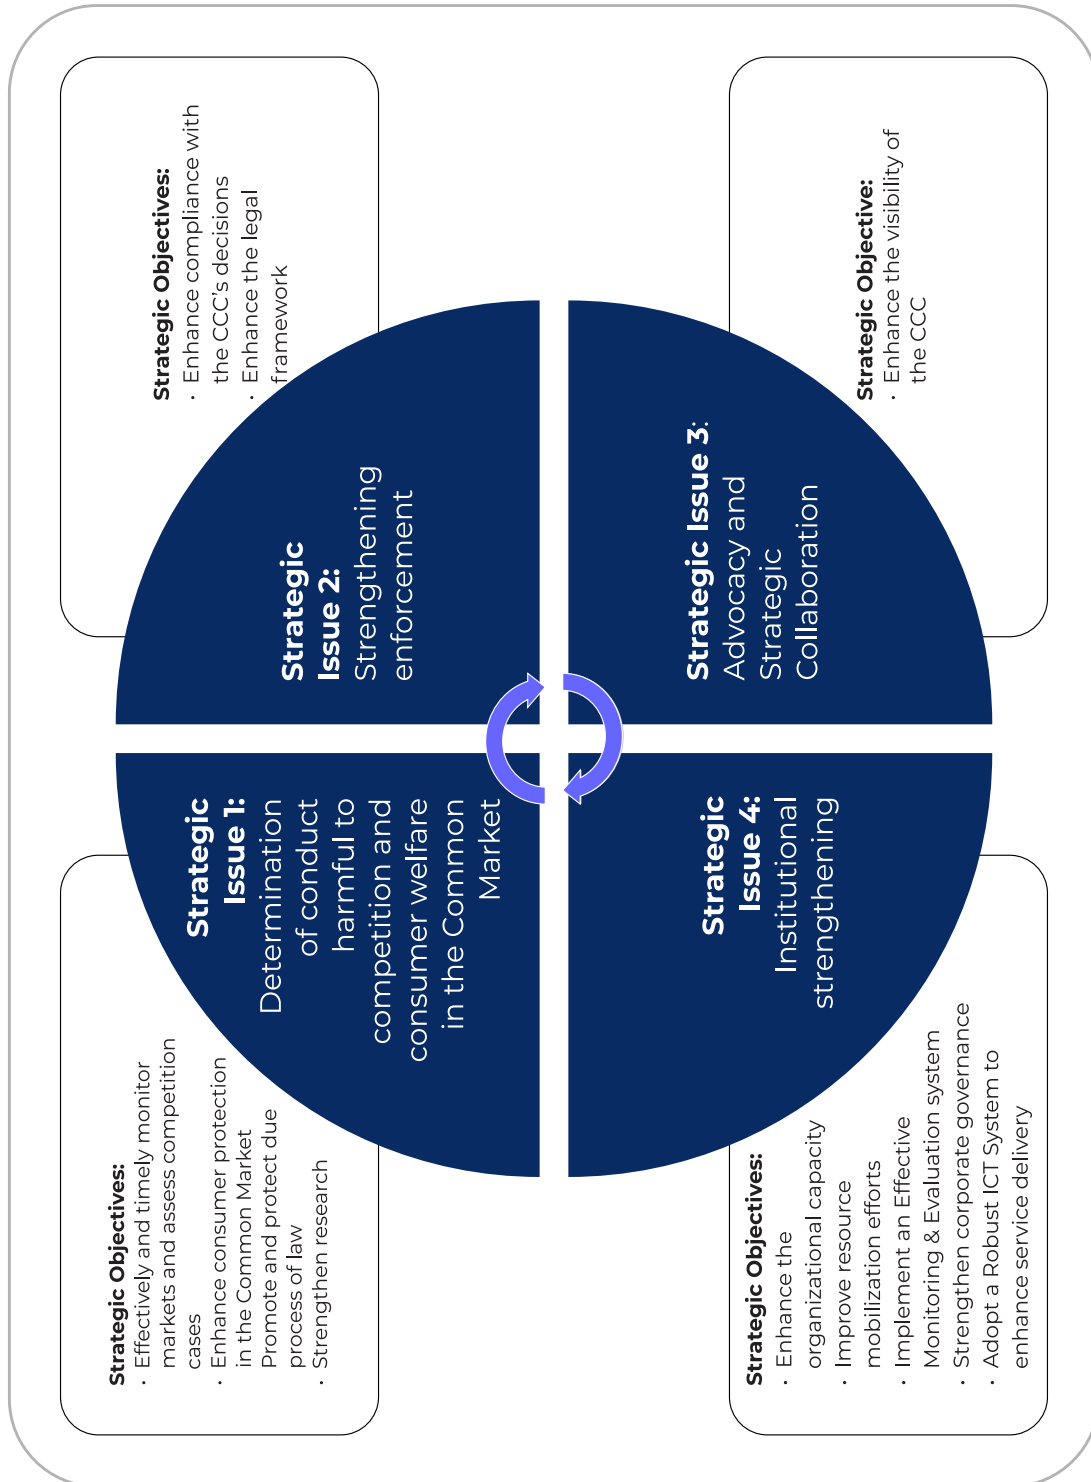 Strategic Objectives:
· Effectively and timely monitor
markets and assess competition
cases
· Enhance consumer protection
in the Common Market
Promote and protect due
process of law
· Strengthen research
Strategic
Issue 1:
Determination
of conduct
harmful to
competition and
consumer welfare
in the Common
Market
Strategic
Issue 2:
Strengthening
enforcement
Strategic Objectives:
· Enhance compliance with
the CCC's decisions
· Enhance the legal
framework
Strategic Issue 3:
Advocacy and
Strategic
Collaboration
Strategic Objective:
· Enhance the visibility of
the CCC
Strategic
Issue 4:
Institutional
strengthening
Strategic Objectives:
· Enhance the
organizational capacity
· Improve resource
mobilization efforts
· Implement an Effective
Monitoring & Evaluation system
· Strengthen corporate governance
· Adopt a Robust ICT System to
enhance service delivery